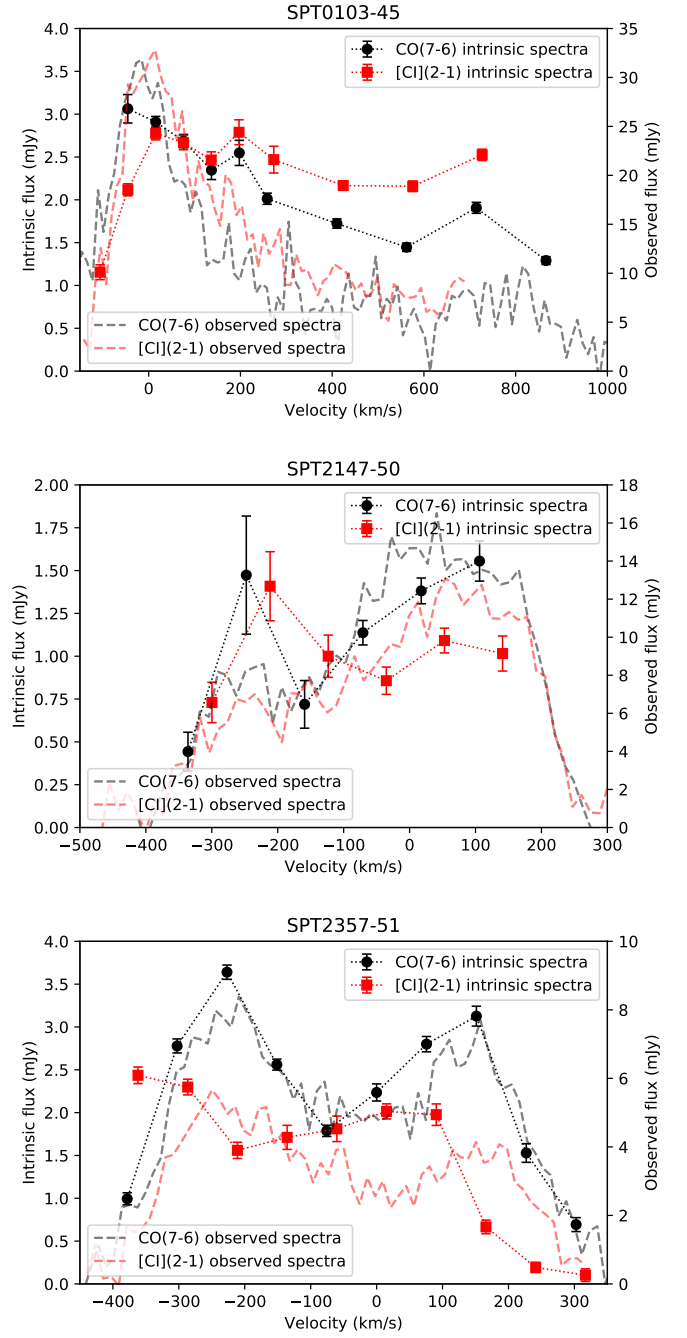 SPT0103-45
4.0
3.5
3.0
2.5
2.0
1.5
1.0
0.5
0.0
Intrinsic flux (mJy)
35
30
25
20
15
10
5
0
Observed flux (mJy)
CO(7-6) intrinsic spectra
[CI](2-1) intrinsic spectra
CO(7-6) observed spectra
[CI](2-1) observed spectra
0 200 400 600 800 1000
Velocity (km/s)
SPT2147-50
2.00
1.75
1.50
1.25
1.00
0.75
0.50
0.25
0.00
Intrinsic flux (mJy)
18
16
14
12
10
8
6
4
2
0
Observed flux (mJy)
CO(7-6) intrinsic spectra
[CI](2-1) intrinsic spectra
CO(7-6) observed spectra
[CI](2-1) observed spectra
−500 −400 −300 −200 −100 0 100 200 300
Velocity (km/s)
SPT2357-51
4.0
3.5
3.0
2.5
2.0
1.5
1.0
0.5
0.0
Intrinsic flux (mJy)
10
8
6
4
2
0
Observed flux (mJy)
CO(7-6) intrinsic spectra
[CI](2-1) intrinsic spectra
CO(7-6) observed spectra
[CI](2-1) observed spectra
−400 −300 −200 −100 0 100 200 300
Velocity (km/s)